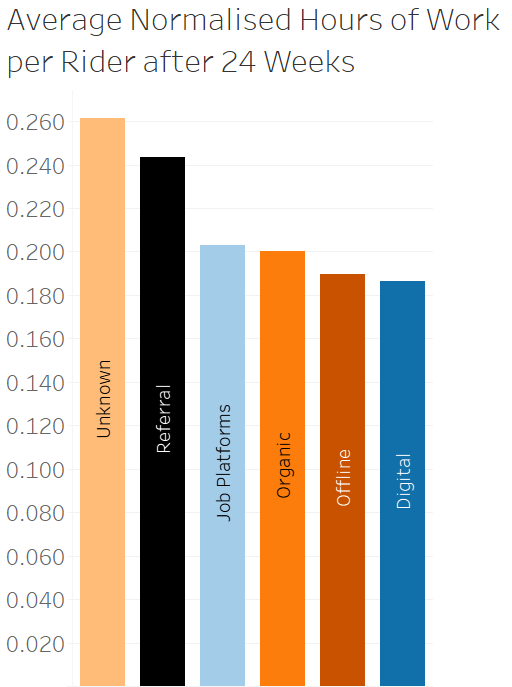 Average Normalised Hours of Work
per Rider after 24 Weeks
0.260
0.240
0.220
0.200
0.180
0.160
0.140
0.120
0.100
0.080
0.060
0.040
0.020
Unknown
Referral
Job Platforms
Organic
Offline
Digital